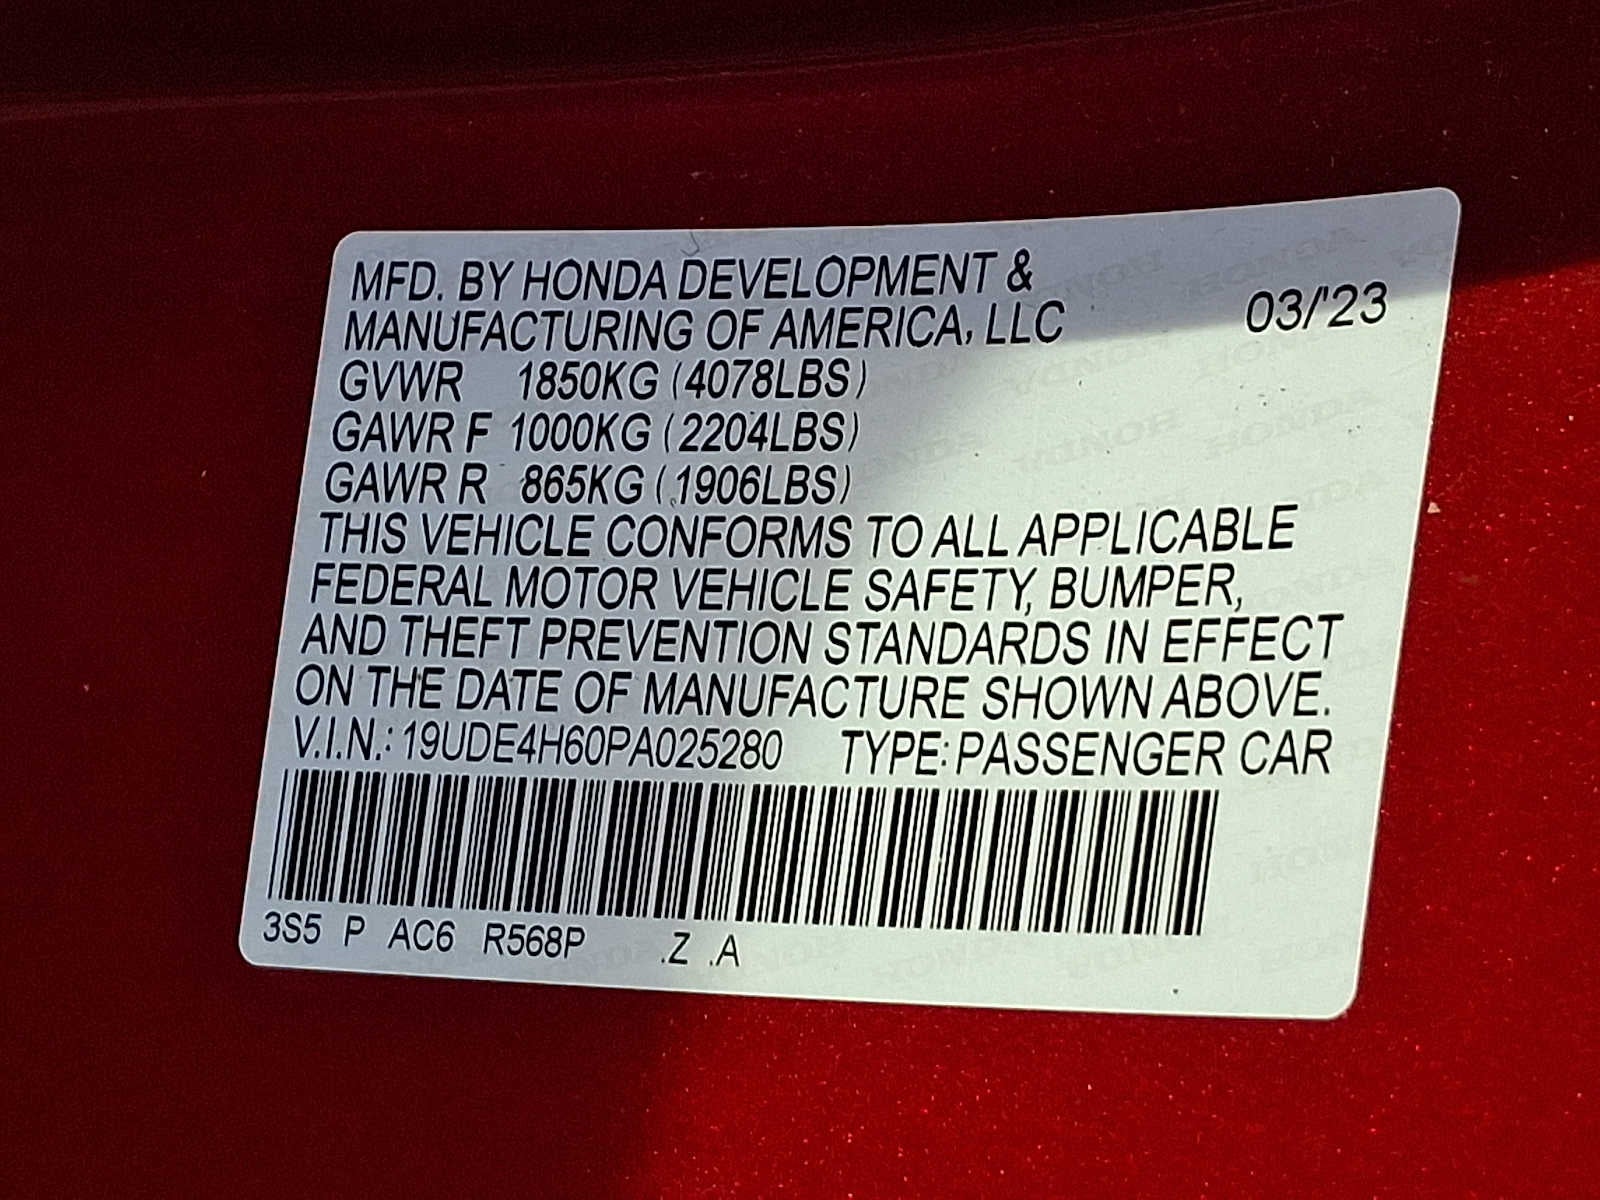 MFD. BY HONDA DEVELOPMENT &
MANUFACTURING OF AMERICA, LLC 03/'23
GVWR 1850KG (4078LBS)
GAWR F 1000KG (2204LBS)
GAWR R 865KG (1906LBS)
THIS VEHICLE CONFORMS TO ALL APPLICABLE
FEDERAL MOTOR VEHICLE SAFETY, BUMPER,
AND THEFT PREVENTION STANDARDS IN EFFECT
ON THE DATE OF MANUFACTURE SHOWN ABOVE.
V.I.N.: 19UDE4H60PA025280 TYPE: PASSENGER CAR
3S5 P AC6 R568P .Z .A